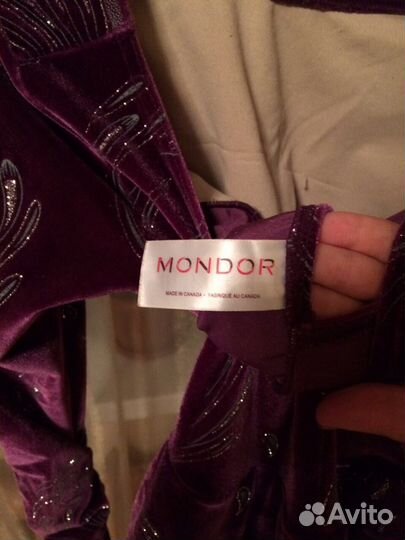 MONDOR
MADE IN CANADA - FABRIQUÉ AU CANADA
Avito